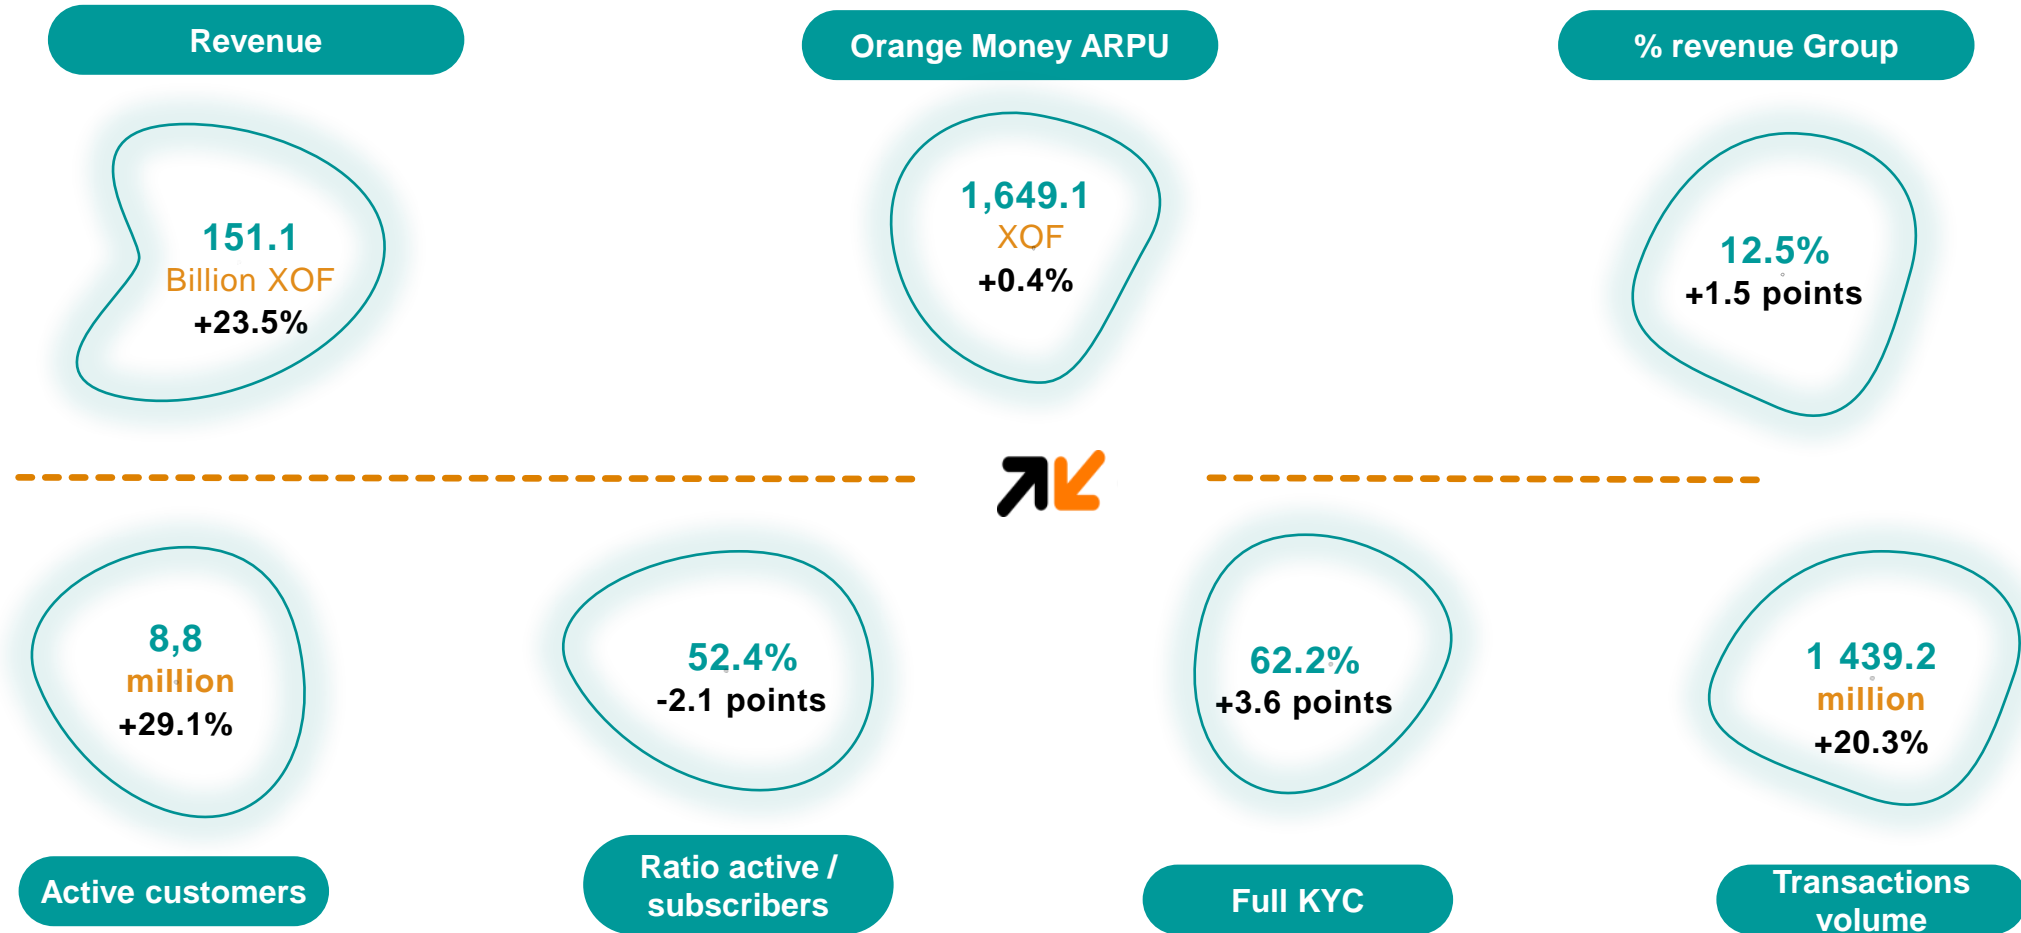 Revenue
Orange Money ARPU
% revenue Group
151.1
Billion XOF
+23.5%
1,649.1
XOF
+0.4%
12.5%
+1.5 points
8,8
million
+29.1%
52.4%
-2.1 points
62.2%
+3.6 points
1 439.2
million
+20.3%
Active customers
Ratio active /
subscribers
Full KYC
Transactions
volume